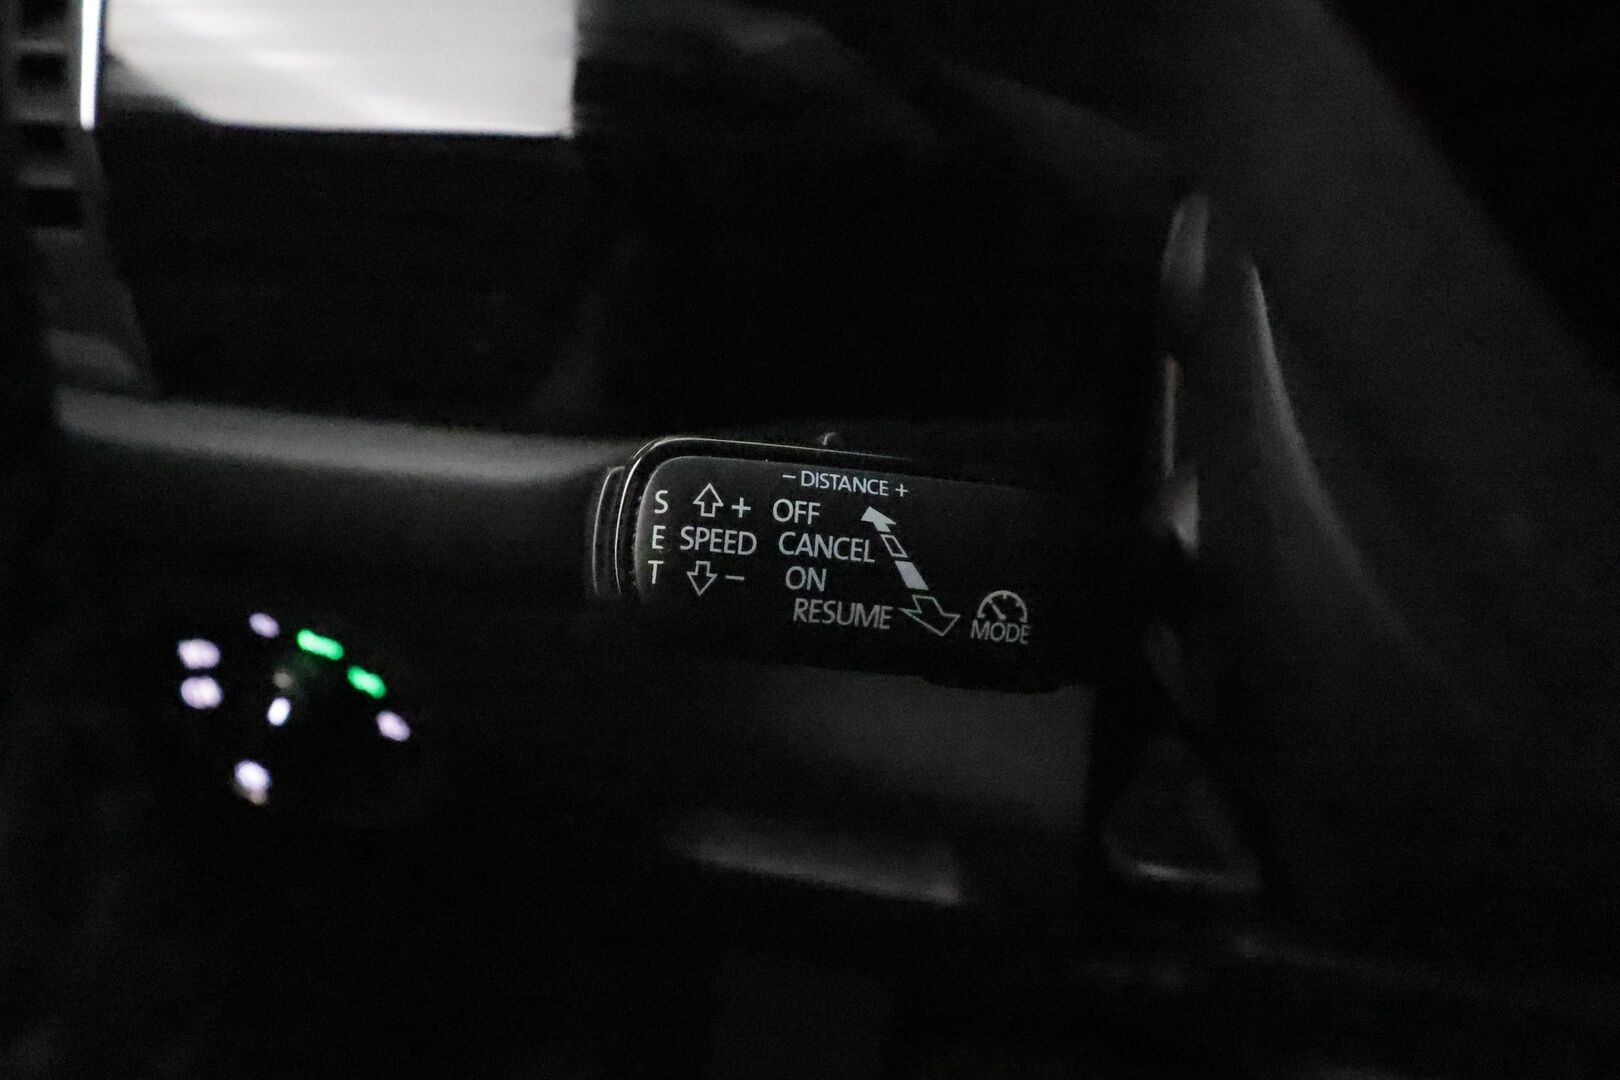 – DISTANCE +
S + OFF
E SPEED CANCEL
T – ON
RESUME
MODE